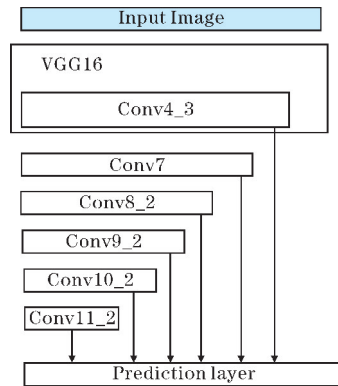 Input Image
VGG16
Conv4_3
Conv7
Conv8_2
Conv9_2
Conv10_2
Conv11_2
Prediction layer